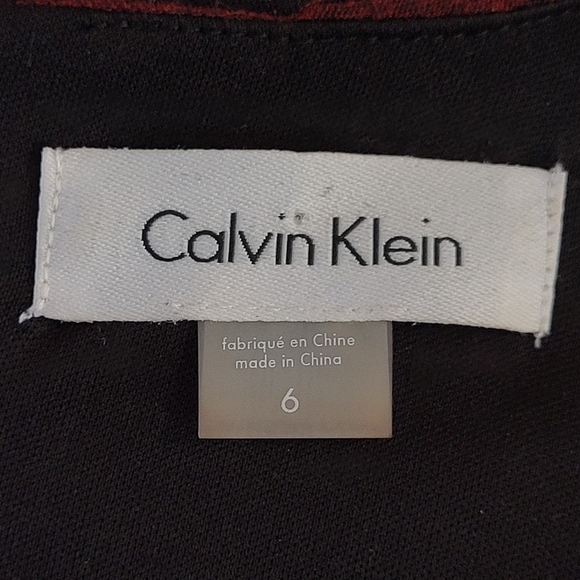 Calvin Klein
fabriqué en Chine
made in China
6